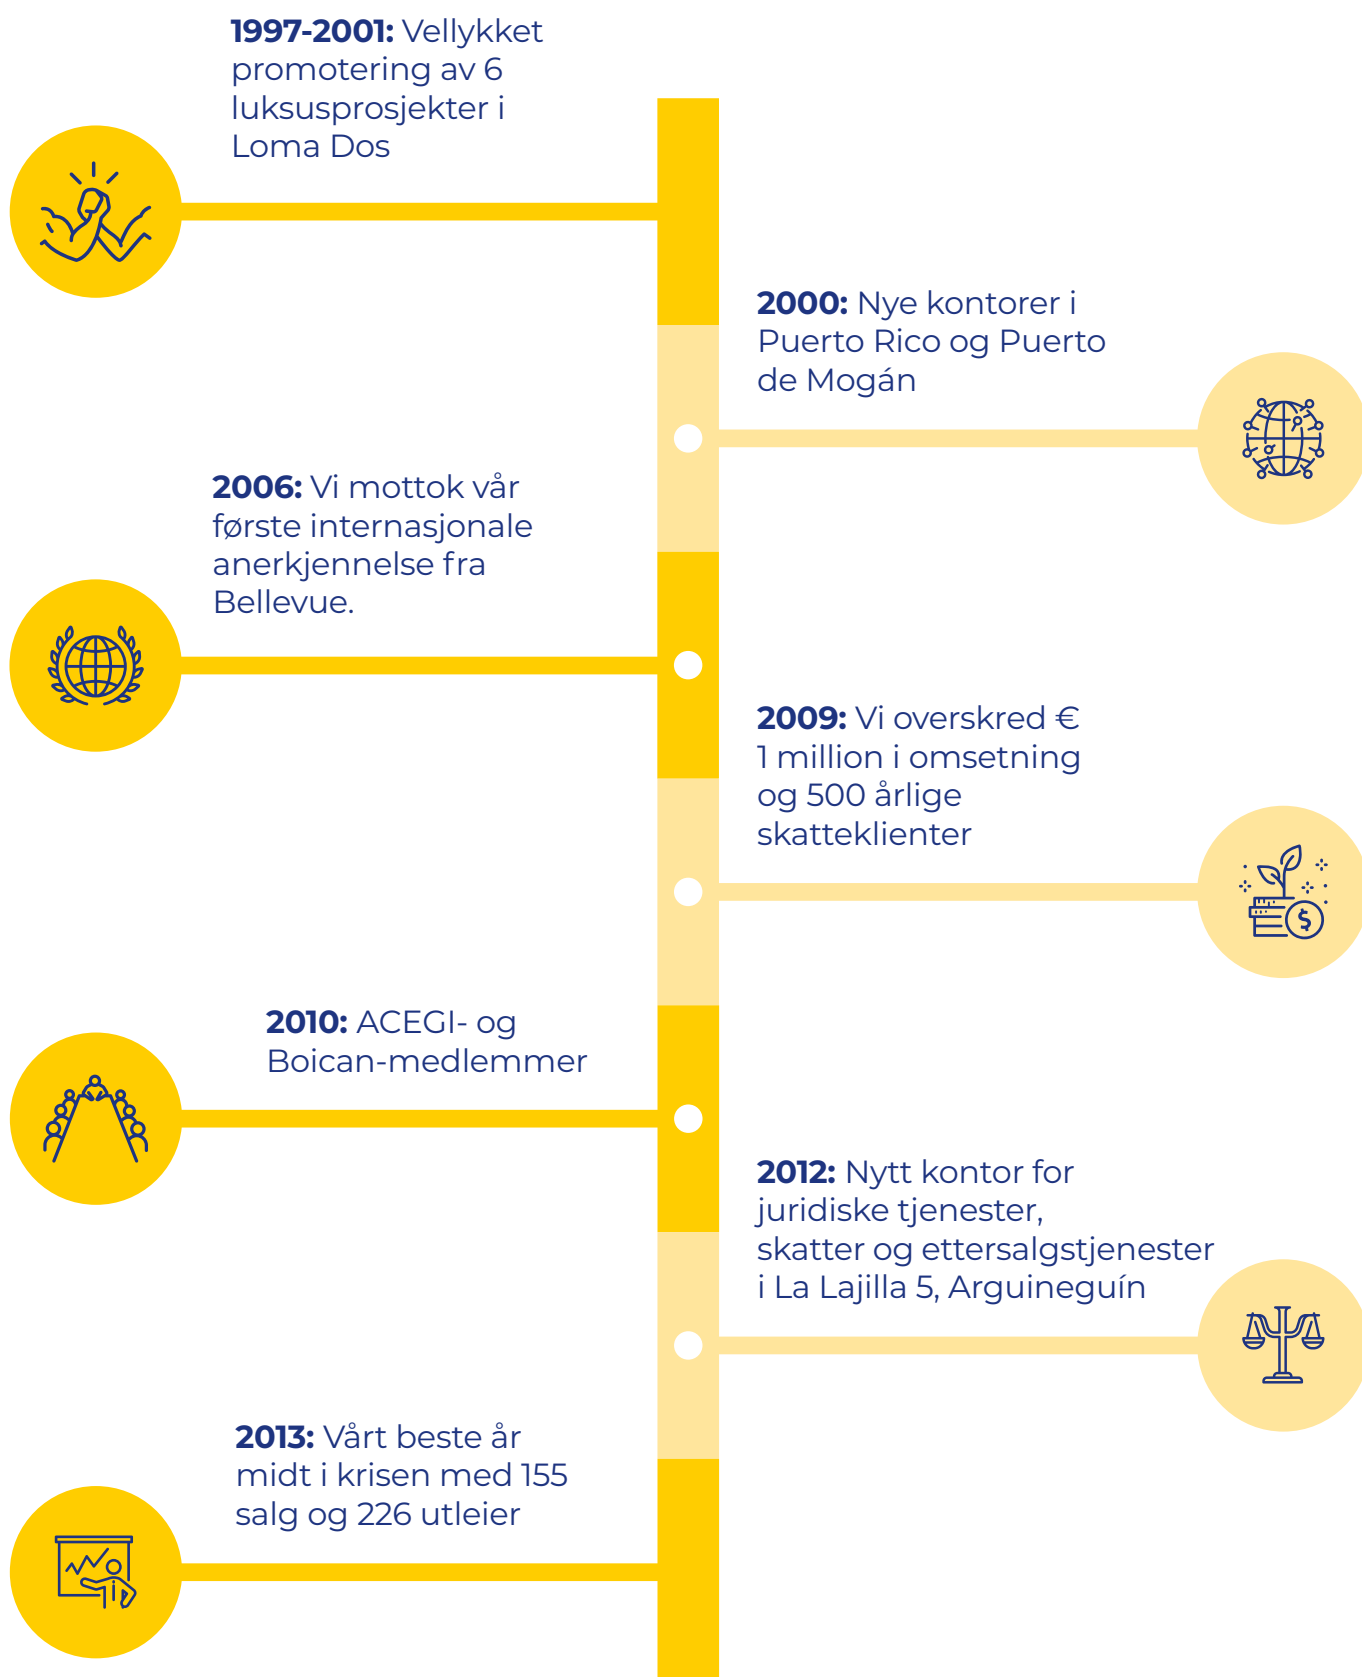 1997-2001: Vellykket
promotering av 6
luksusprosjekter i
Loma Dos
2000: Nye kontorer i
Puerto Rico og Puerto
de Mogán
2006: Vi mottok vår
første internasjonale
anerkjennelse fra
Bellevue.
2009: Vi overskred €
1 million i omsetning
og 500 årlige
skatteklienter
2010: ACEGI- og
Boican-medlemmer
2012: Nytt kontor for
juridiske tjenester,
skatter og ettersalgstjenester
i La Lajilla 5, Arguineguín
2013: Vårt beste år
midt i krisen med 155
salg og 226 utleier
$